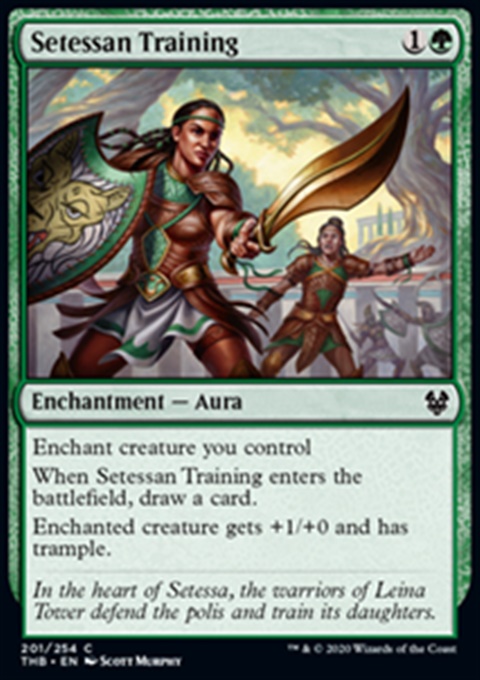 Setessan Training 1
Enchantment — Aura
Enchant creature you control
When Setessan Training enters the
battlefield, draw a card.
Enchanted creature gets +1/+0 and has
trample.
In the heart of Setessa, the warriors of Leina
Tower defend the polis and train its daughters.
201/254 C
™ & © 2020 Wizards of the Coast
THB • EN Scott Murphy